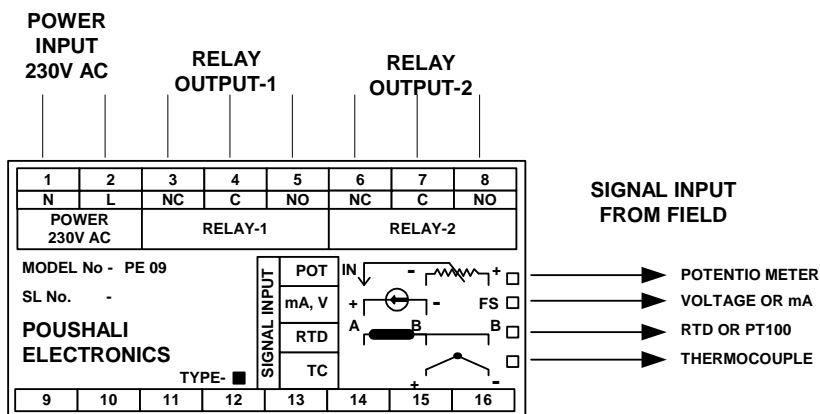 POWER
INPUT
230V AC
RELAY
OUTPUT-1
RELAY
OUTPUT-2
1 2 3 4 5 6 7 8
N L NC C NO NC C NO
POWER
230V AC
RELAY-1
RELAY-2
SIGNAL INPUT
FROM FIELD
MODEL No - PE 09
SL No. -
POUSHALI
ELECTRONICS
TYPE-
SIGNAL INPUT
POT IN - +
mA, V + - FS
RTD A B B
TC + -
POTENTIO METER
VOLTAGE OR mA
RTD OR PT100
THERMOCOUPLE
9 10 11 12 13 14 15 16